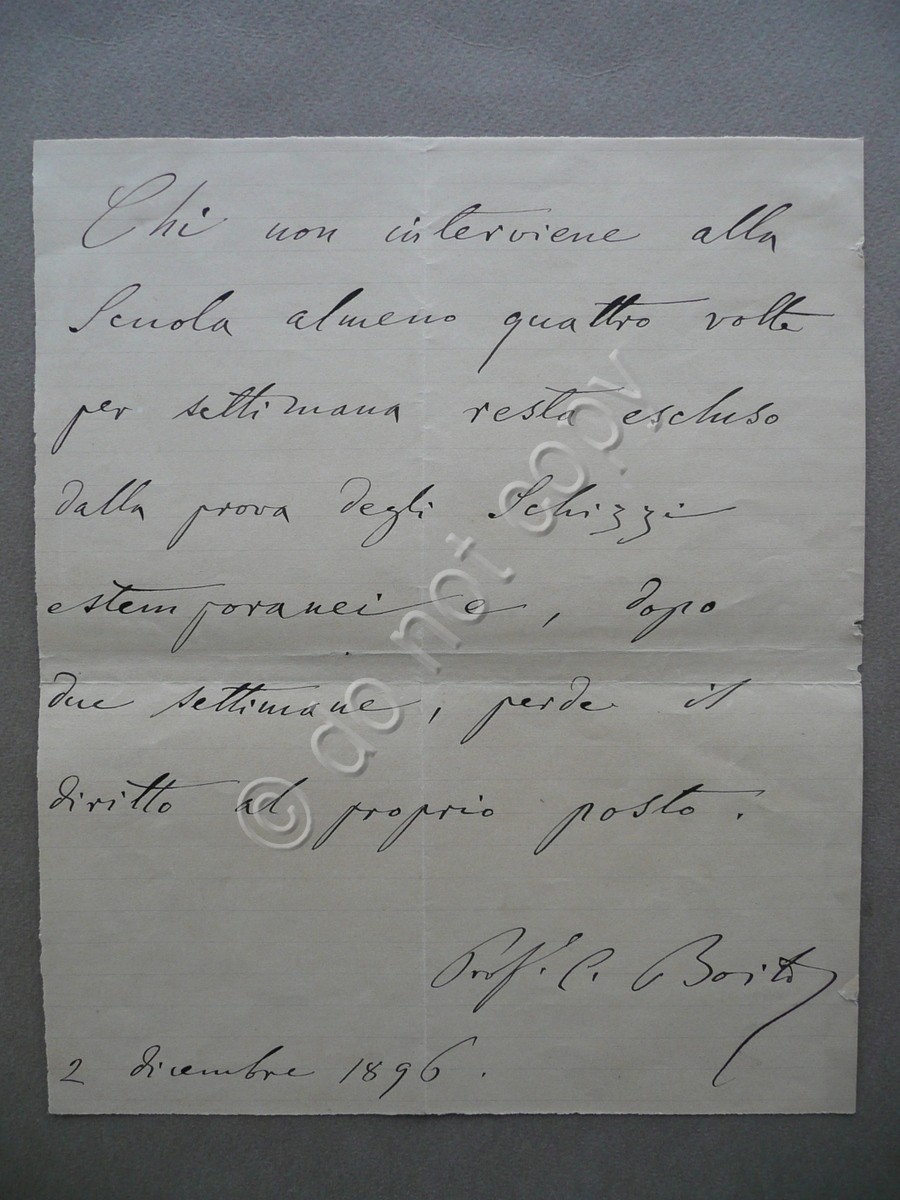 Chi non interviene alla
Scuola almeno quattro volte
per settimana resta escluso
dalla prova degli Schizzi
estemporanei e, dopo
due settimane, perde il
diritto al proprio posto.
Prof. C. Boito
2 dicembre 1896.
© do not copy